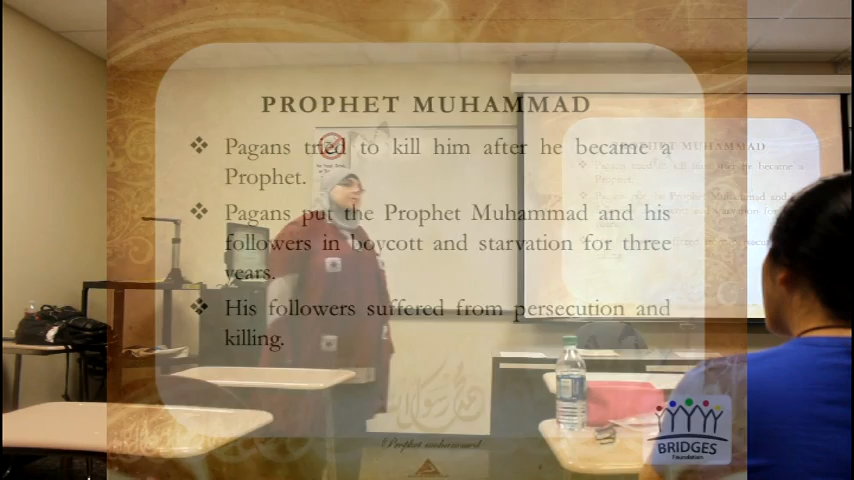 PROPHET MUHAMMAD
Pagans tried to kill him after he became a
Prophet.
Pagans put the Prophet Muhammad and his
followers in boycott and starvation for three
years.
His followers suffered from persecution and
killing.
BRIDGES
Foundation